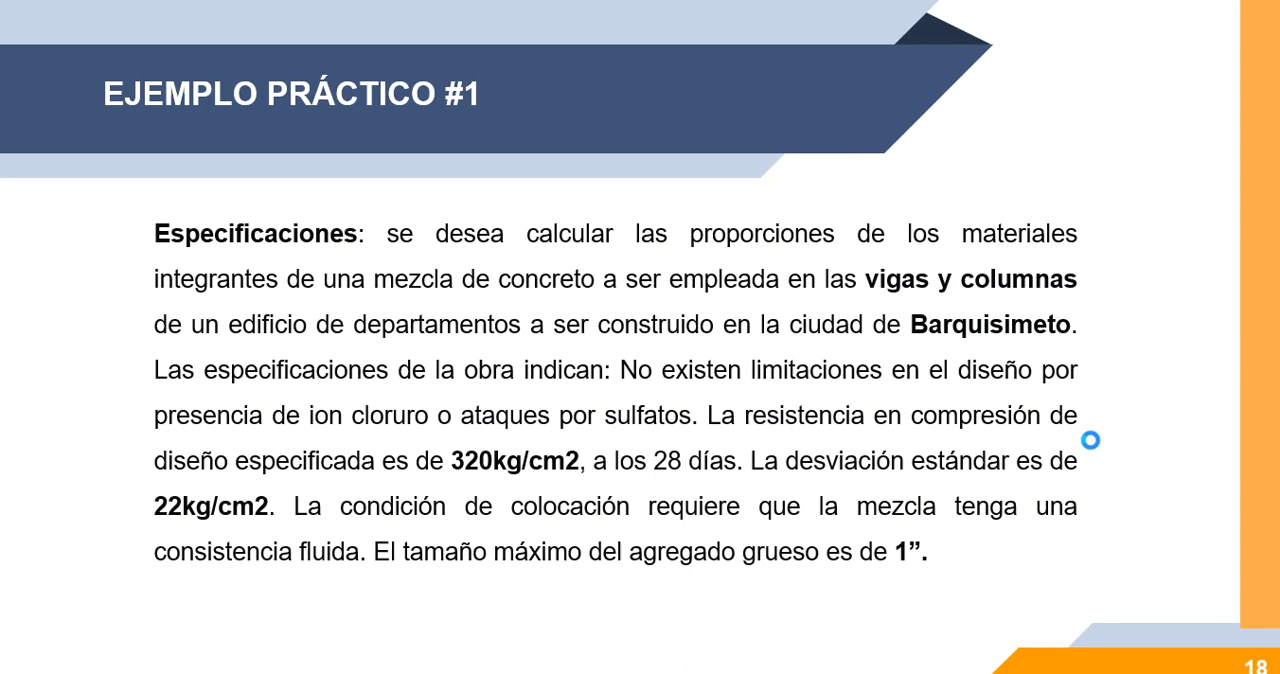 EJEMPLO PRÁCTICO #1
Especificaciones: se desea calcular las proporciones de los materiales
integrantes de una mezcla de concreto a ser empleada en las vigas y columnas
de un edificio de departamentos a ser construido en la ciudad de Barquisimeto.
Las especificaciones de la obra indican: No existen limitaciones en el diseño por
presencia de ion cloruro o ataques por sulfatos. La resistencia en compresión de
diseño especificada es de 320kg/cm2, a los 28 días. La desviación estándar es de
22kg/cm2. La condición de colocación requiere que la mezcla tenga una
consistencia fluida. El tamaño máximo del agregado grueso es de 1”.
18